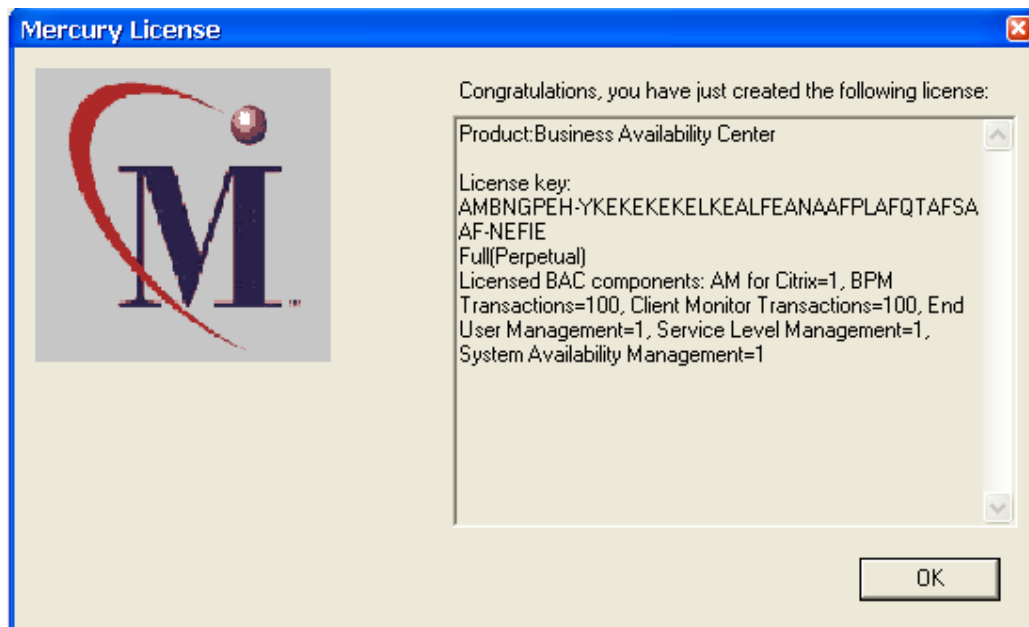 Mercury License
Congratulations, you have just created the following license:
Product:Business Availability Center
License key:
AMBNGPEH-YKEKEKEKELKEALFEANAAFPLAFQTAFSA
AF-NEFIE
Full(Perpetual)
Licensed BAC components: AM for Citrix=1, BPM
Transactions=100, Client Monitor Transactions=100, End
User Management=1, Service Level Management=1,
System Availability Management=1
M
OK